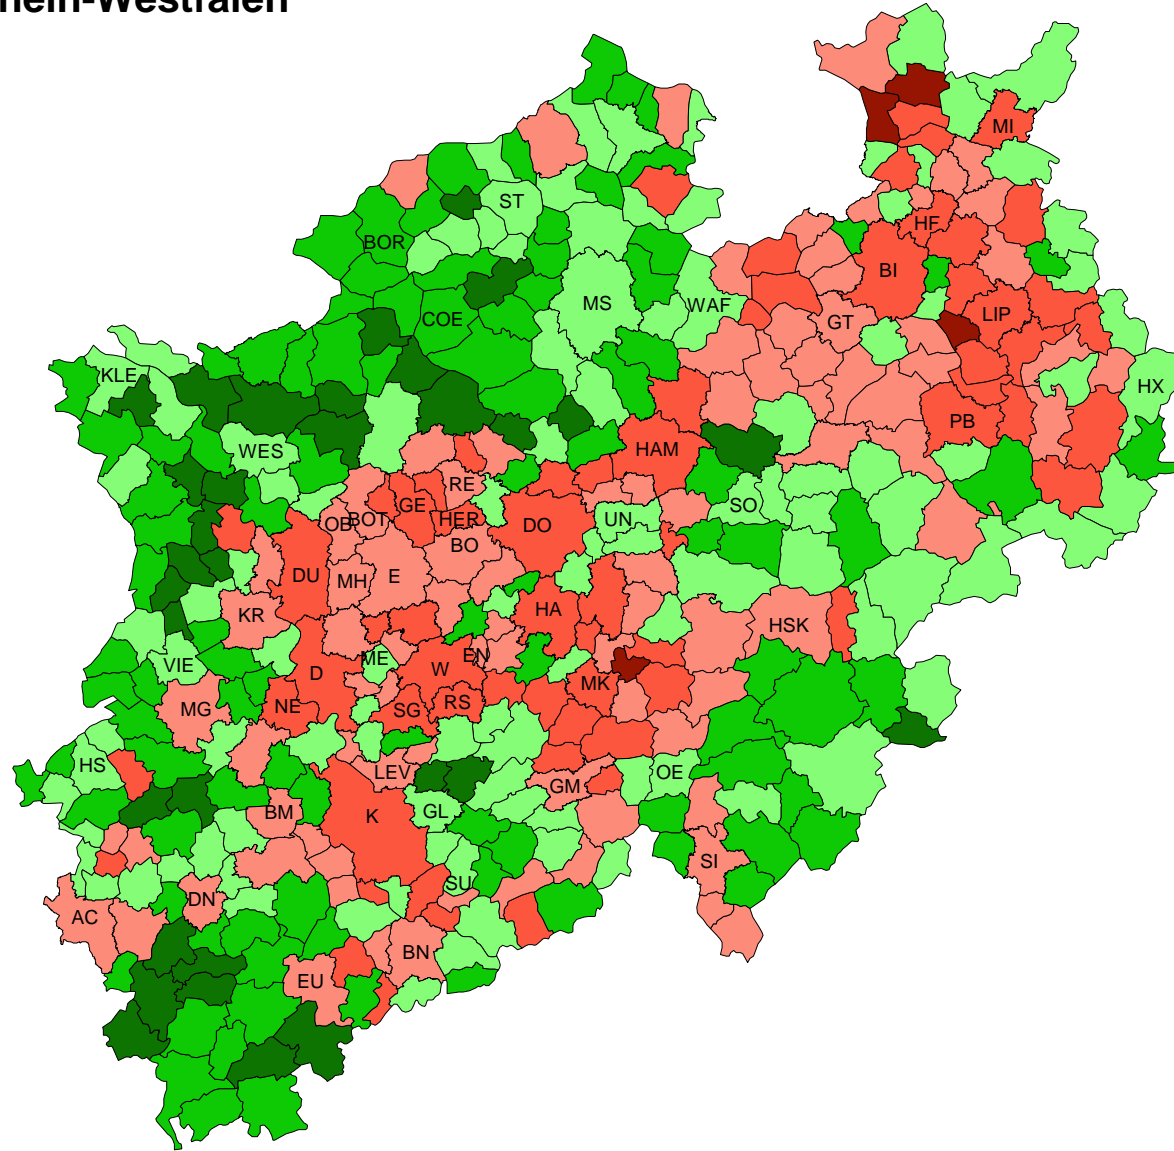 hein-Westfalen
MI
ST
HF
BOR
BI
MS
WAF
LIP
COE
GT
KLE
HX
PB
WES
HAM
RE
GE
SO
OB
BOT
HER
UN
DO
BO
DU
MH
E
HA
KR
HSK
EN
ME
VIE
W
D
MK
RS
NE
MG
SG
HS
LEV
OE
GM
BM
GL
K
SI
SU
DN
AC
BN
EU